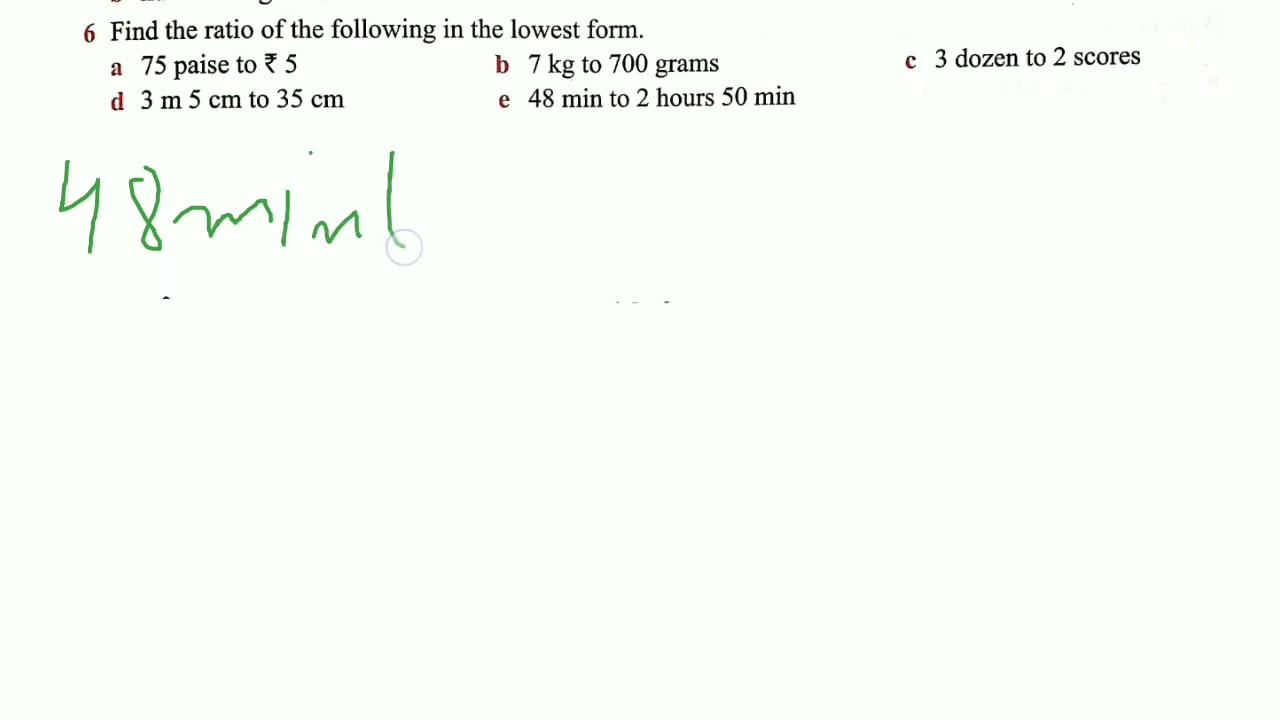 6 Find the ratio of the following in the lowest form.
a 75 paise to ₹ 5 b 7 kg to 700 grams c 3 dozen to 2 scores
d 3 m 5 cm to 35 cm e 48 min to 2 hours 50 min
48 min